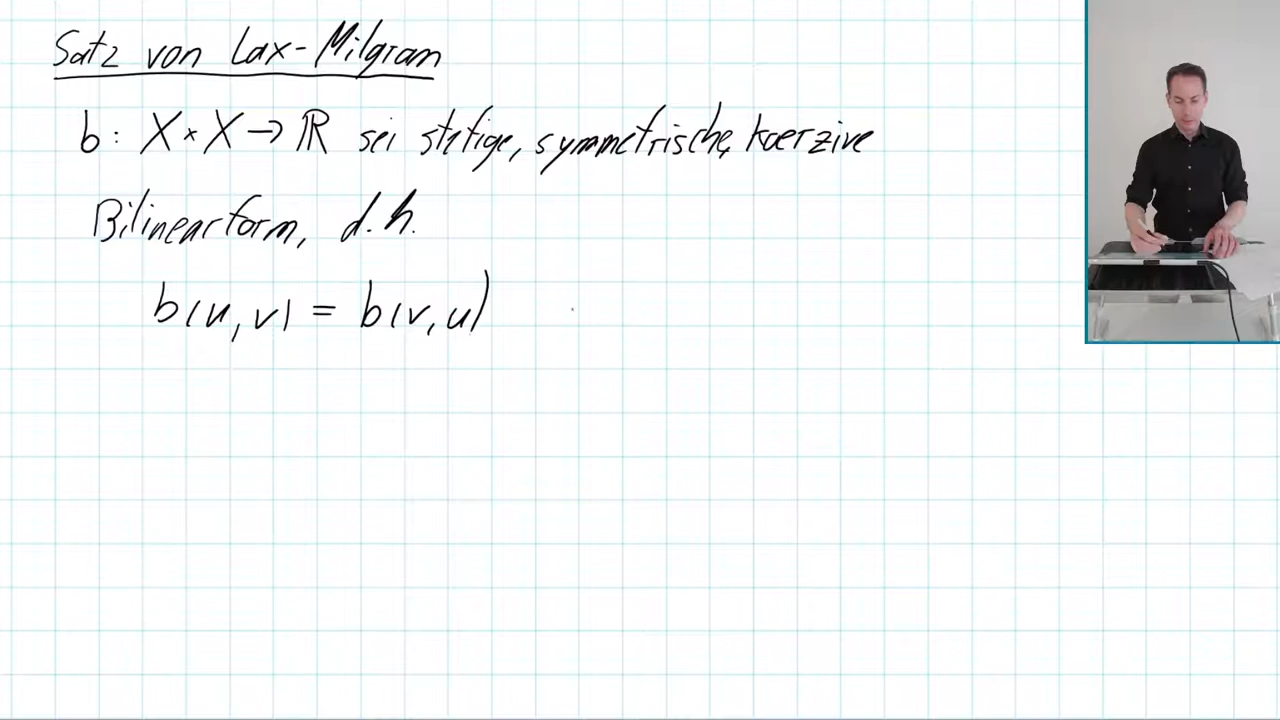 Satz von Lax-Milgram
b: X × X → ℝ sei stetige, symmetrische, koerzive
Bilinearform, d.h.
b(u, v) = b(v, u)